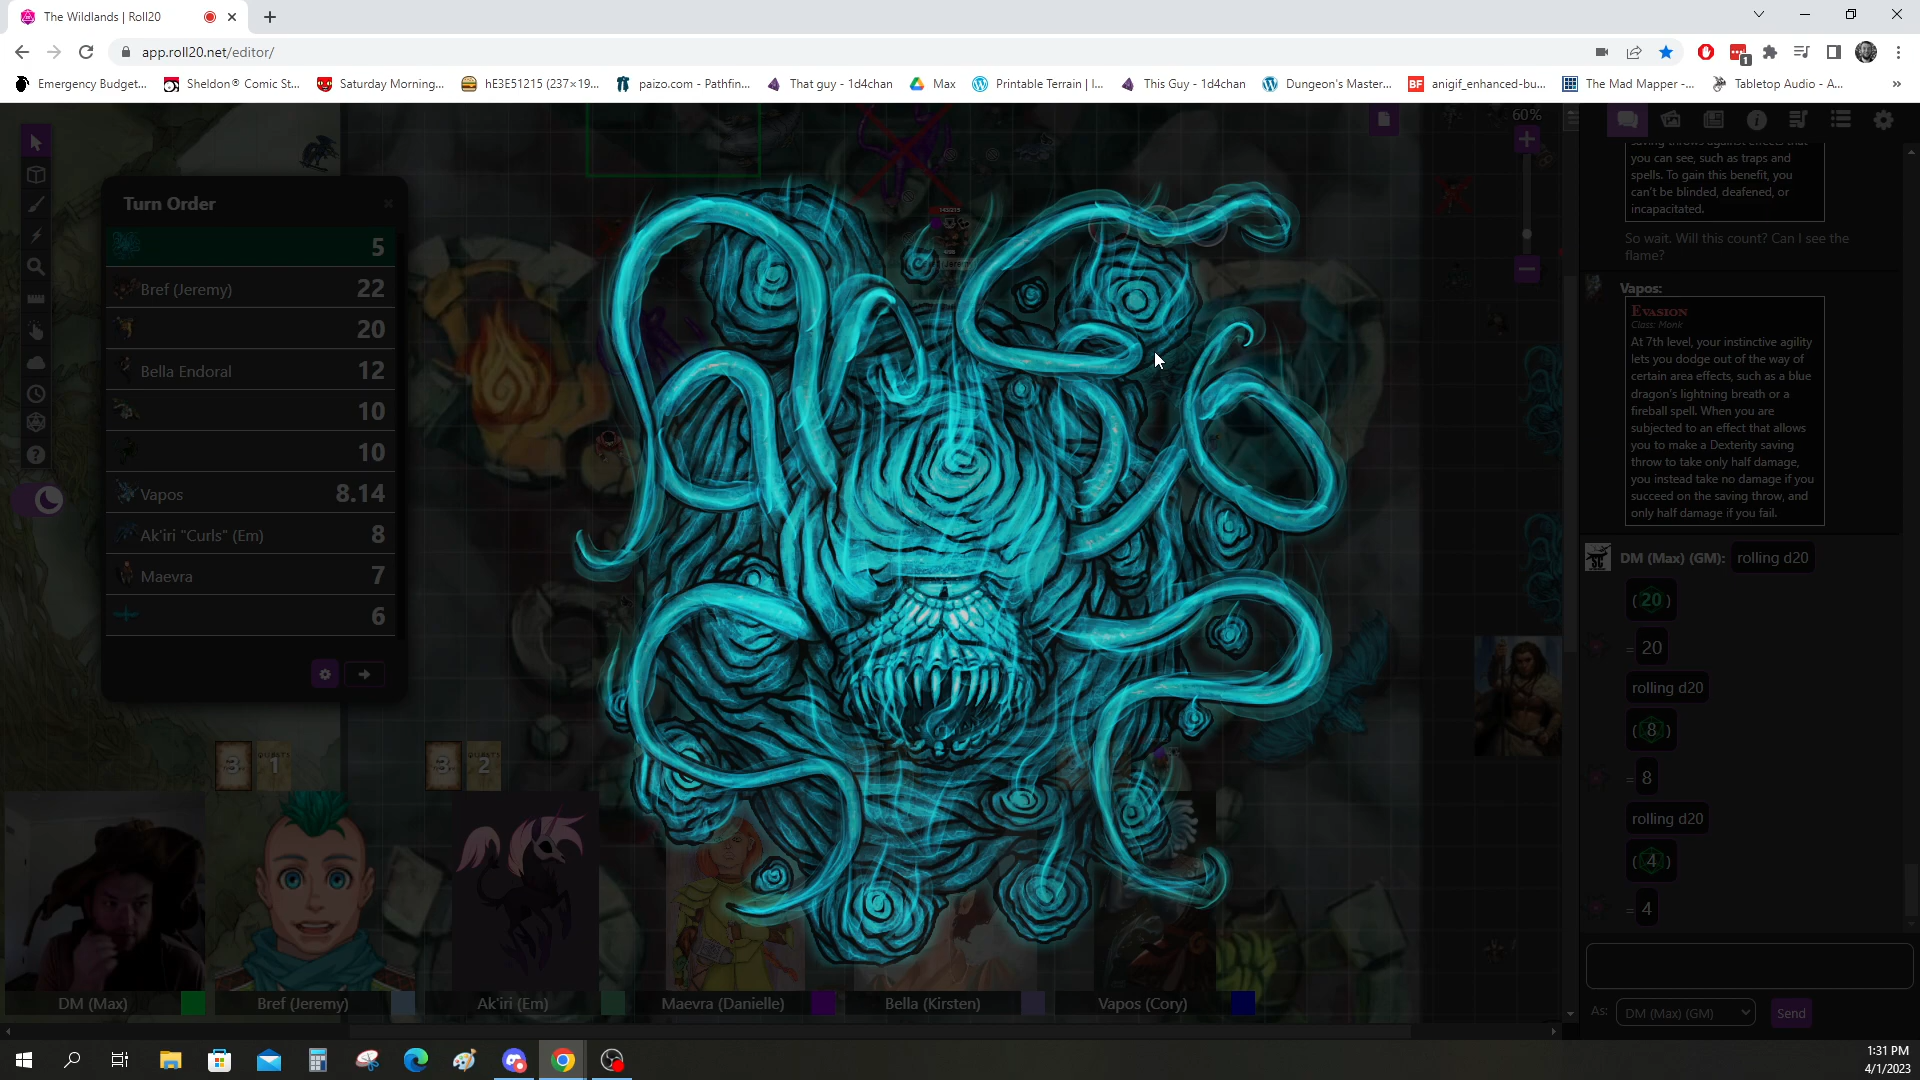 The Wildlands | Roll20
app.roll20.net/editor/
Emergency Budget...
Sheldon® Comic St...
Saturday Morning...
hE3E51215 (237×19...
paizo.com - Pathfin...
That guy - 1d4chan
Max
Printable Terrain | I...
This Guy - 1d4chan
Dungeon's Master...
BF
anigif_enhanced-bu...
The Mad Mapper -...
Tabletop Audio - A...
»
1
60%
Turn Order
5
Bref (Jeremy) 22
20
Bella Endoral 12
10
10
Vapos 8.14
Ak'iri "Curls" (Em) 8
Maevra 7
6
3 1
3 2
DM (Max)
Bref (Jeremy)
Ak'iri (Em)
Maevra (Danielle)
Bella (Kirsten)
Vapos (Cory)
you can see, such as traps and
spells. To gain this benefit, you
can't be blinded, deafened, or
incapacitated.
So wait. Will this count? Can I see the
flame?
Vapos:
Evasion
Class: Monk
At 7th level, your instinctive agility
lets you dodge out of the way of
certain area effects, such as a blue
dragon's lightning breath or a
fireball spell. When you are
subjected to an effect that allows
you to make a Dexterity saving
throw to take only half damage,
you instead take no damage if you
succeed on the saving throw, and
only half damage if you fail.
DM (Max) (GM): rolling d20
(20)
= 20
rolling d20
(8)
= 8
rolling d20
(4)
= 4
As: DM (Max) (GM) Send
1:31 PM
4/1/2023